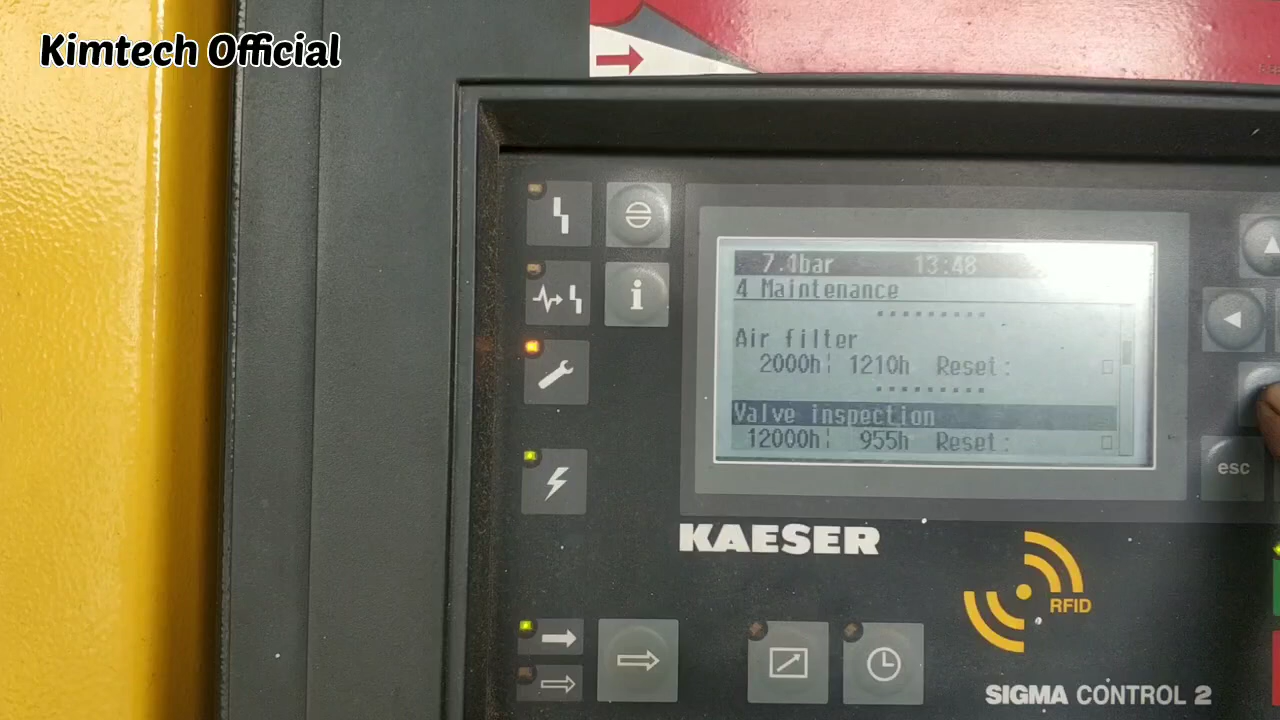 Kimtech Official
7.1bar 13:48
4 Maintenance
Air filter
2000h¦ 1210h Reset:
Valve inspection
12000h¦ 955h Reset:
i
esc
KAESER
RFID
SIGMA CONTROL 2